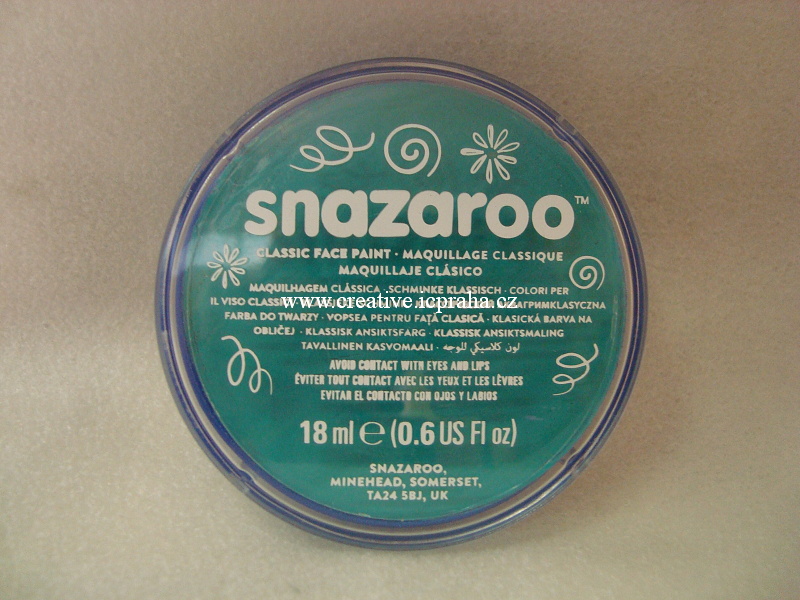 snazaroo™
CLASSIC FACE PAINT · MAQUILLAGE CLASSIQUE
MAQUILLAJE CLÁSICO
MAQUILHAGEM CLÁSSICA · SCHMINKE KLASSISCH · COLORI PER
IL VISO CLASSICI
www.creative.icpraha.cz
FARBA DO TWARZY · VOPSEA PENTRU FAȚĂ CLASICĂ · KLASICKÁ BARVA NA
OBLIČEJ · KLASSISK ANSIKTSFÄRG · KLASSISK ANSIKTSMALING
TAVALLINEN KASVOMAALI · لون كلاسيكي للوجه
AVOID CONTACT WITH EYES AND LIPS
ÉVITER TOUT CONTACT AVEC LES YEUX ET LES LÈVRES
EVITAR EL CONTACTO CON OJOS Y LABIOS
18 ml ℮ (0.6 US Fl oz)
SNAZAROO,
MINEHEAD, SOMERSET,
TA24 5BJ, UK